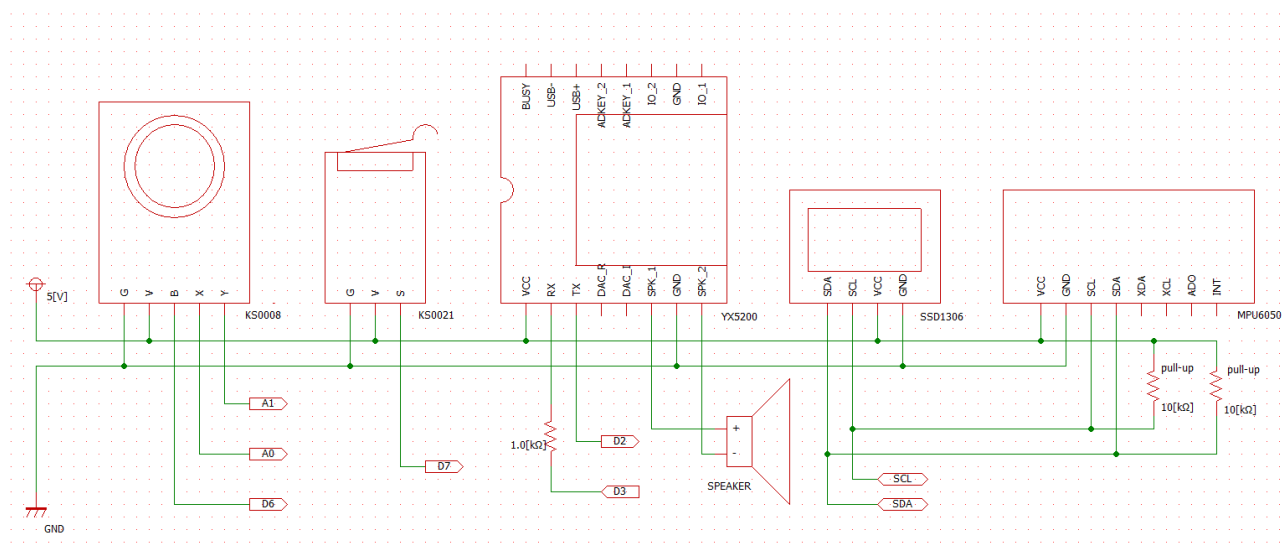 BUSY
USB-
USB+
ADKEY_2
ADKEY_1
IO_2
GND
IO_1
5[V]
G
V
B
X
Y
KS0008
G
V
S
KS0021
VCC
RX
TX
DAC_R
DAC_I
SPK_1
GND
SPK_2
YX5200
SDA
SCL
VCC
GND
SSD1306
VCC
GND
SCL
SDA
XDA
XCL
ADO
INT
MPU6050
pull-up
10[kΩ]
pull-up
10[kΩ]
A1
A0
D6
D7
1.0[kΩ]
D2
D3
+
-
SPEAKER
SCL
SDA
GND